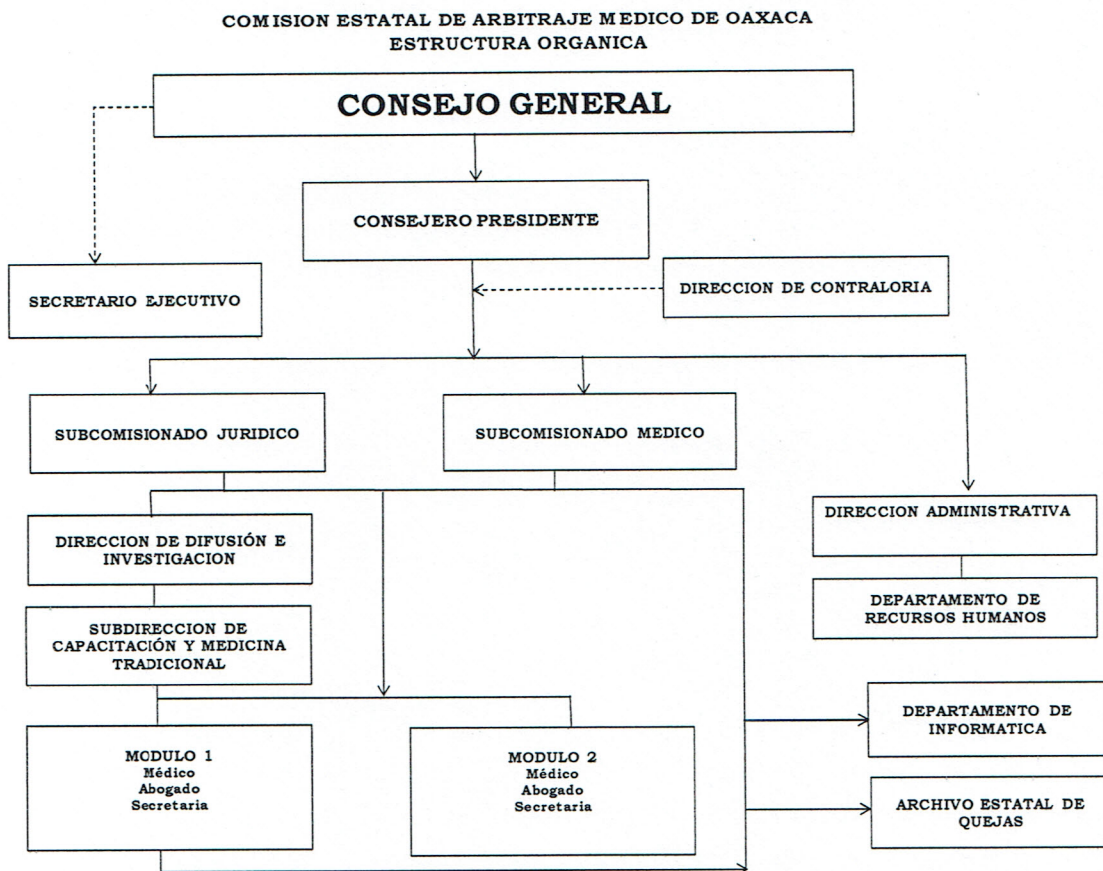 COMISION ESTATAL DE ARBITRAJE MEDICO DE OAXACA
ESTRUCTURA ORGANICA
CONSEJO GENERAL
CONSEJERO PRESIDENTE
SECRETARIO EJECUTIVO
DIRECCION DE CONTRALORIA
SUBCOMISIONADO JURIDICO
SUBCOMISIONADO MEDICO
DIRECCION ADMINISTRATIVA
DIRECCION DE DIFUSIÓN E
INVESTIGACION
DEPARTAMENTO DE
RECURSOS HUMANOS
SUBDIRECCION DE
CAPACITACIÓN Y MEDICINA
TRADICIONAL
DEPARTAMENTO DE
INFORMATICA
MODULO 1
Médico
Abogado
Secretaria
MODULO 2
Médico
Abogado
Secretaria
ARCHIVO ESTATAL DE
QUEJAS